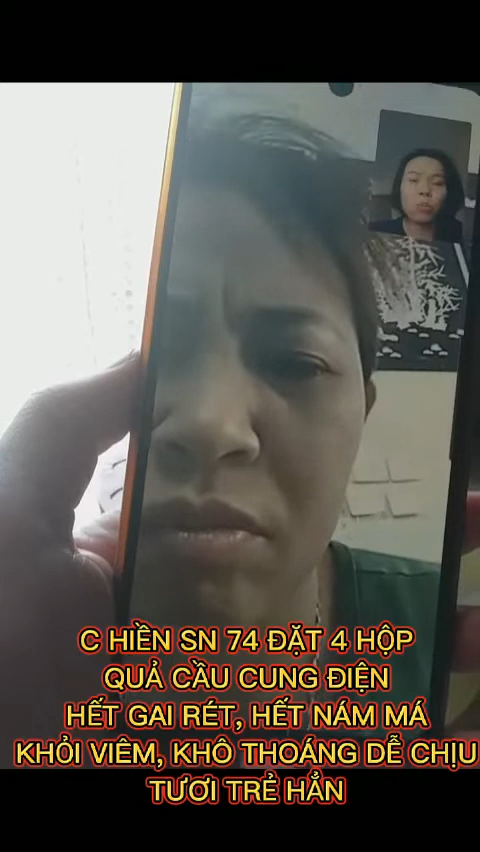 C HIỀN SN 74 ĐẶT 4 HỘP
QUẢ CẦU CUNG ĐIỆN
HẾT GAI RÉT, HẾT NÁM MÁ
KHỎI VIÊM, KHÔ THOÁNG DỄ CHỊU
TƯƠI TRẺ HẲN